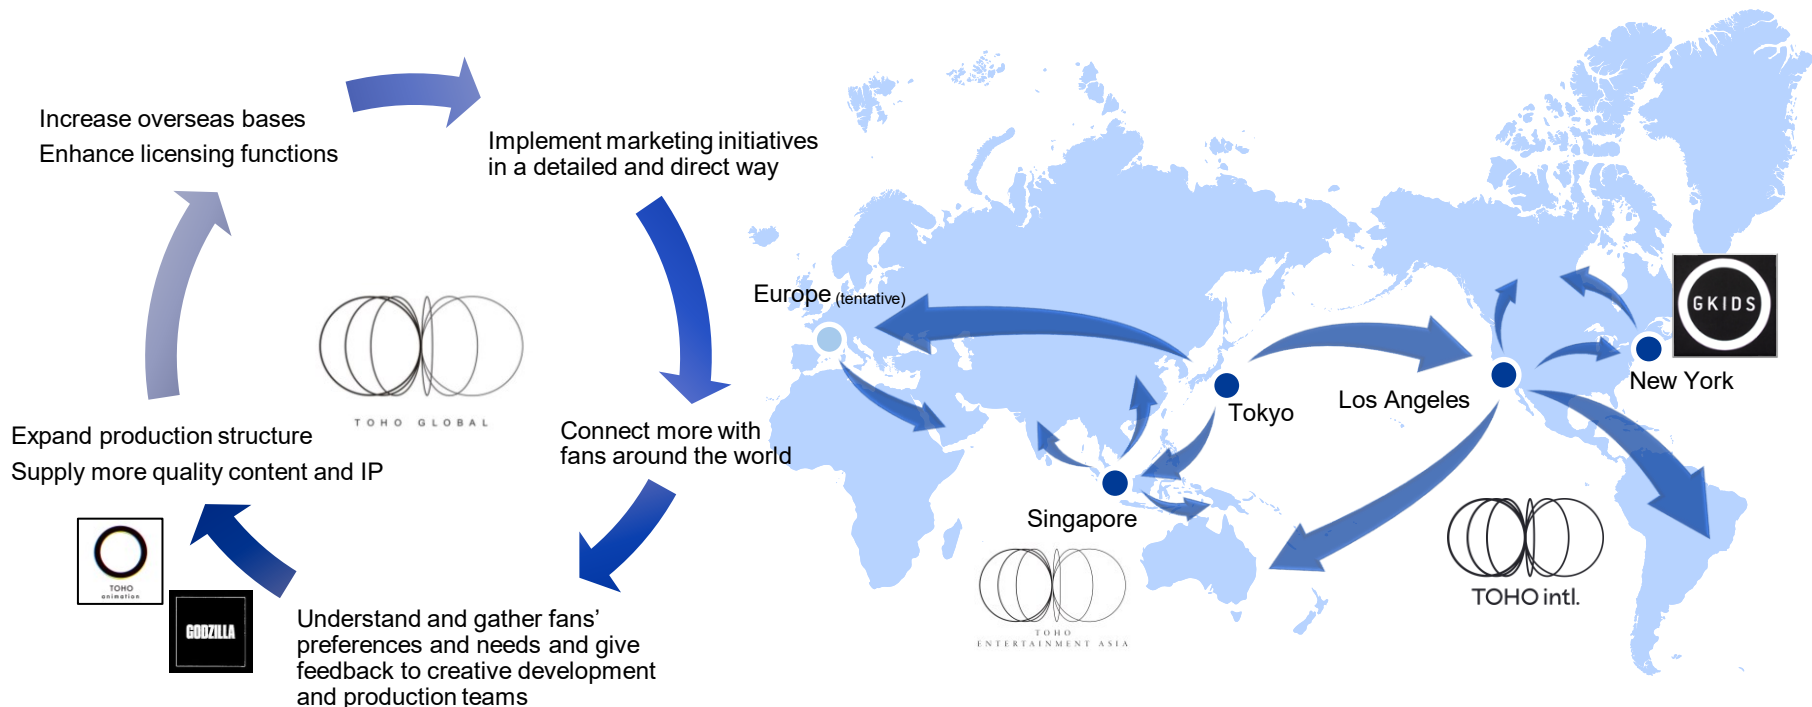 Increase overseas bases
Enhance licensing functions
Implement marketing initiatives
in a detailed and direct way
Connect more with
fans around the world
Understand and gather fans’
preferences and needs and give
feedback to creative development
and production teams
Expand production structure
Supply more quality content and IP
TOHO GLOBAL
TOHO
animation
GODZILLA
Europe (tentative)
Tokyo
Singapore
TOHO
ENTERTAINMENT ASIA
Los Angeles
New York
GKIDS
TOHO intl.